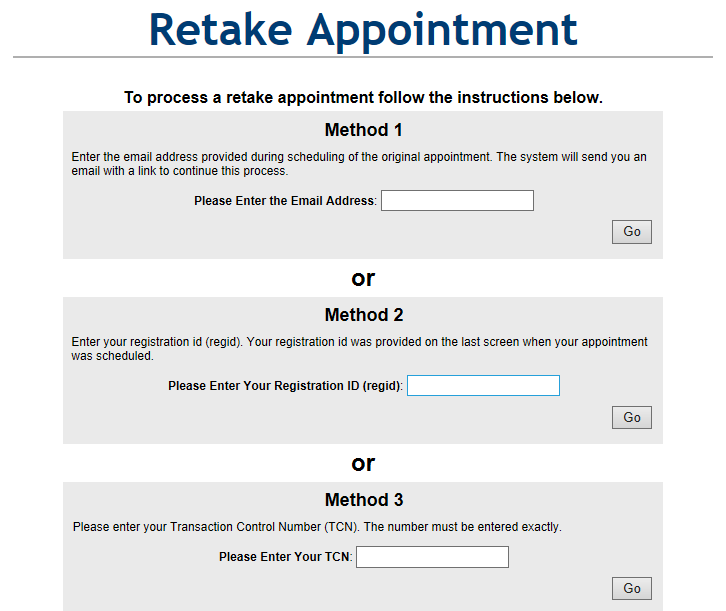 Retake Appointment
To process a retake appointment follow the instructions below.
Method 1
Enter the email address provided during scheduling of the original appointment. The system will send you an
email with a link to continue this process.
Please Enter the Email Address:
Go
or
Method 2
Enter your registration id (regid). Your registration id was provided on the last screen when your appointment
was scheduled.
Please Enter Your Registration ID (regid):
Go
or
Method 3
Please enter your Transaction Control Number (TCN). The number must be entered exactly.
Please Enter Your TCN:
Go